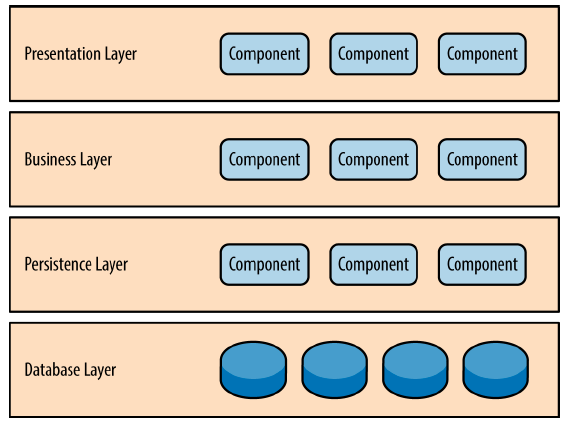 Presentation Layer
Component Component Component
Business Layer
Component Component Component
Persistence Layer
Component Component Component
Database Layer